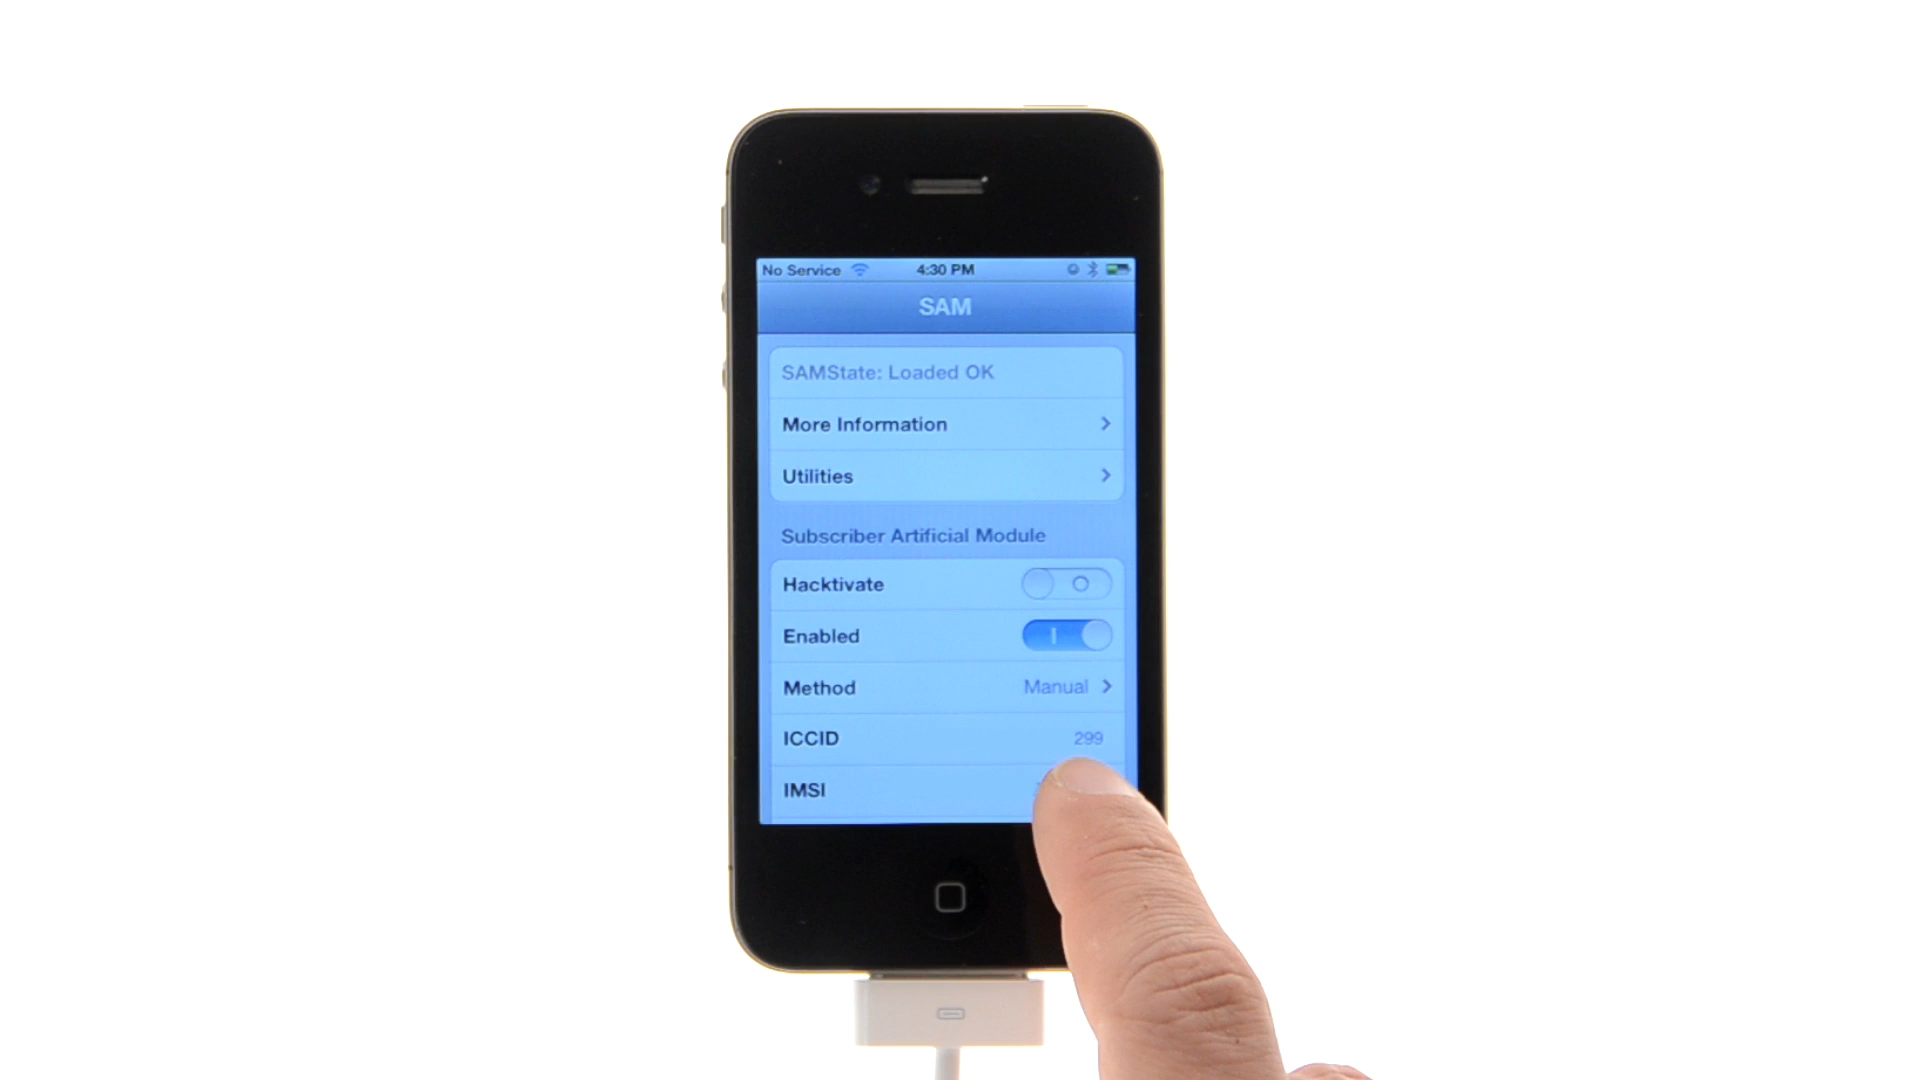 No Service 4:30 PM
SAM
SAMState: Loaded OK
More Information
Utilities
Subscriber Artificial Module
Hacktivate
Enabled
Method Manual
ICCID 299
IMSI